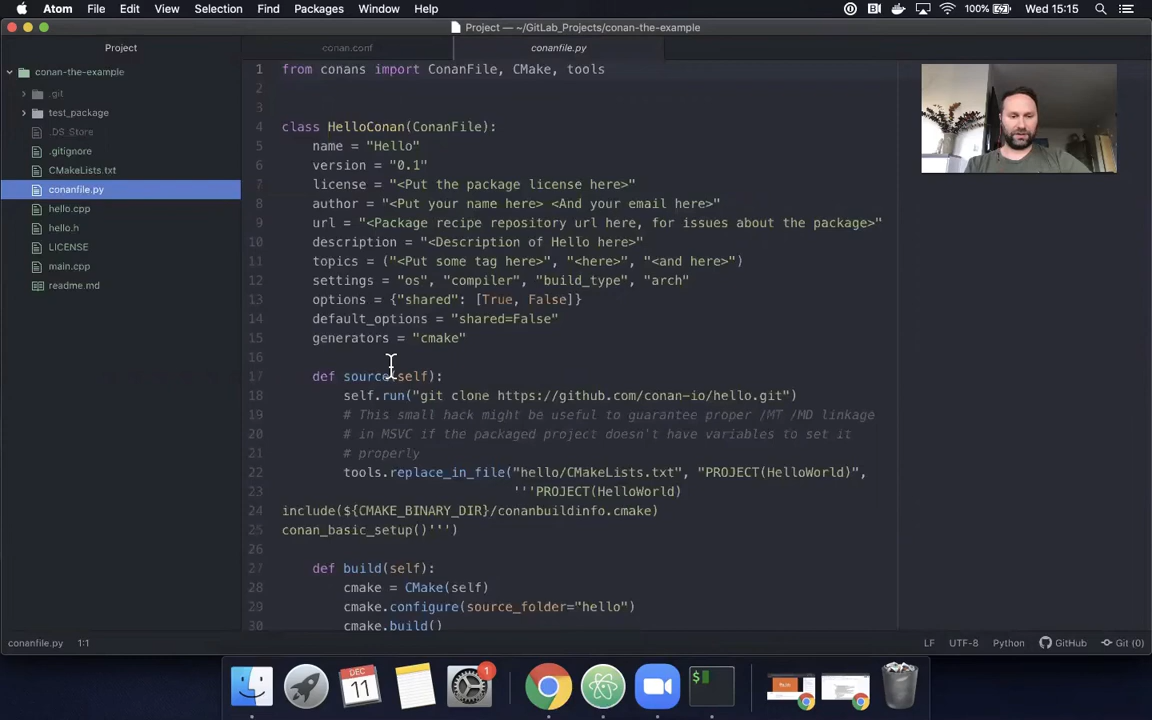 Atom File Edit View Selection Find Packages Window Help 100% Wed 15:15
Project — ~/GitLab_Projects/conan-the-example
Project conan.conf conanfile.py
conan-the-example
.git
test_package
.DS_Store
.gitignore
CMakeLists.txt
conanfile.py
hello.cpp
hello.h
LICENSE
main.cpp
readme.md
1 from conans import ConanFile, CMake, tools
2
3
4 class HelloConan(ConanFile):
5 name = "Hello"
6 version = "0.1"
7 license = "<Put the package license here>"
8 author = "<Put your name here> <And your email here>"
9 url = "<Package recipe repository url here, for issues about the package>"
10 description = "<Description of Hello here>"
11 topics = ("<Put some tag here>", "<here>", "<and here>")
12 settings = "os", "compiler", "build_type", "arch"
13 options = {"shared": [True, False]}
14 default_options = "shared=False"
15 generators = "cmake"
16
17 def source(self):
18 self.run("git clone https://github.com/conan-io/hello.git")
19 # This small hack might be useful to guarantee proper /MT /MD linkage
20 # in MSVC if the packaged project doesn't have variables to set it
21 # properly
22 tools.replace_in_file("hello/CMakeLists.txt", "PROJECT(HelloWorld)",
23 '''PROJECT(HelloWorld)
24 include(${CMAKE_BINARY_DIR}/conanbuildinfo.cmake)
25 conan_basic_setup()''')
26
27 def build(self):
28 cmake = CMake(self)
29 cmake.configure(source_folder="hello")
30 cmake.build()
conanfile.py 1:1 LF UTF-8 Python GitHub Git (0)
DEC
11
1
$